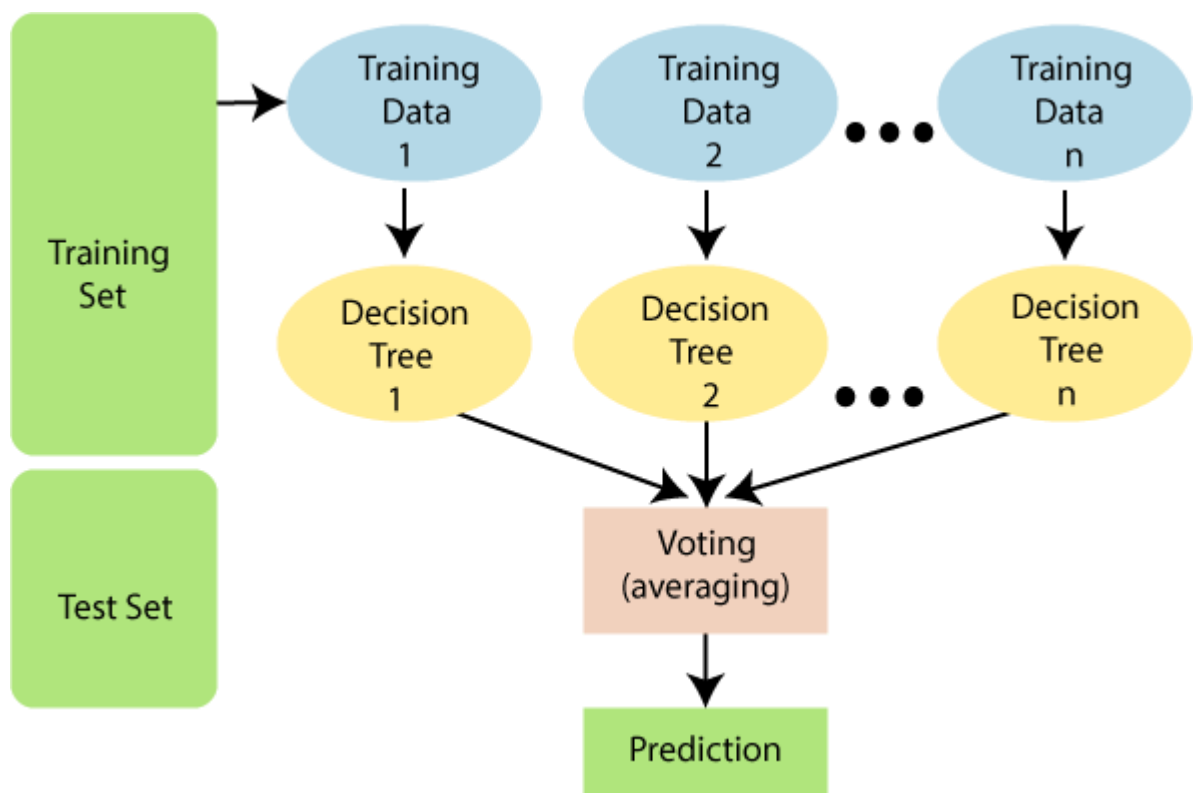 Training
Set
Test Set
Training
Data
1
Training
Data
2
Training
Data
n
Decision
Tree
1
Decision
Tree
2
Decision
Tree
n
Voting
(averaging)
Prediction